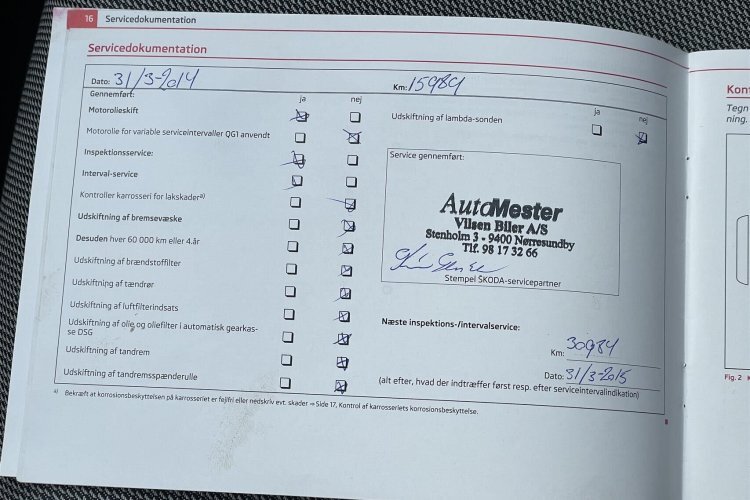 16 Servicedokumentation
Servicedokumentation
Dato: 31/3-2014 Km: 15984
Gennemført: ja nej ja nej
Motorolieskift
Udskiftning af lambda-sonden
Motorolie for variable serviceintervaller QG1 anvendt
Inspektionsservice:
Interval-service
Kontroller karrosseri for lakskader a)
Udskiftning af bremsevæske
Desuden hver 60 000 km eller 4.år
Udskiftning af brændstoffilter
Udskiftning af tændrør
Udskiftning af luftfilterindsats
Udskiftning af olie og oliefilter i automatisk gearkas-
se DSG
Udskiftning af tandrem
Udskiftning af tandremsspænderulle
Service gennemført:
AutoMester
Vilsen Biler A/S
Stenholm 3 - 9400 Nørresundby
Tlf. 98 17 32 66
Stempel ŠKODA-servicepartner
Næste inspektions-/intervalservice:
Km: 30984
Dato: 31/3-2015
(alt efter, hvad der indtræffer først resp. efter serviceintervalindikation)
a) Bekræft at korrosionsbeskyttelsen på karrosseriet er fejlfri eller nedskriv evt. skader ⇒ Side 17, Kontrol af karrosseriets korrosionsbeskyttelse.
Kon
Tegn
ning.
Fig. 2